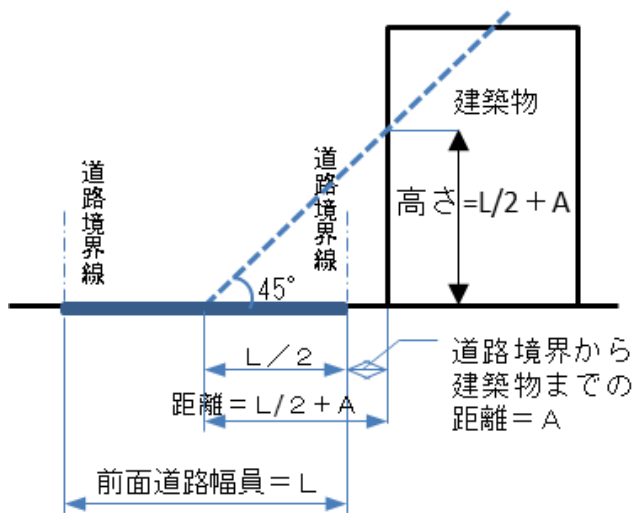 建築物
道路境界線
道路境界線
高さ=L/2+A
45°
L/2
道路境界から
建築物までの
距離=A
距離=L/2+A
前面道路幅員=L